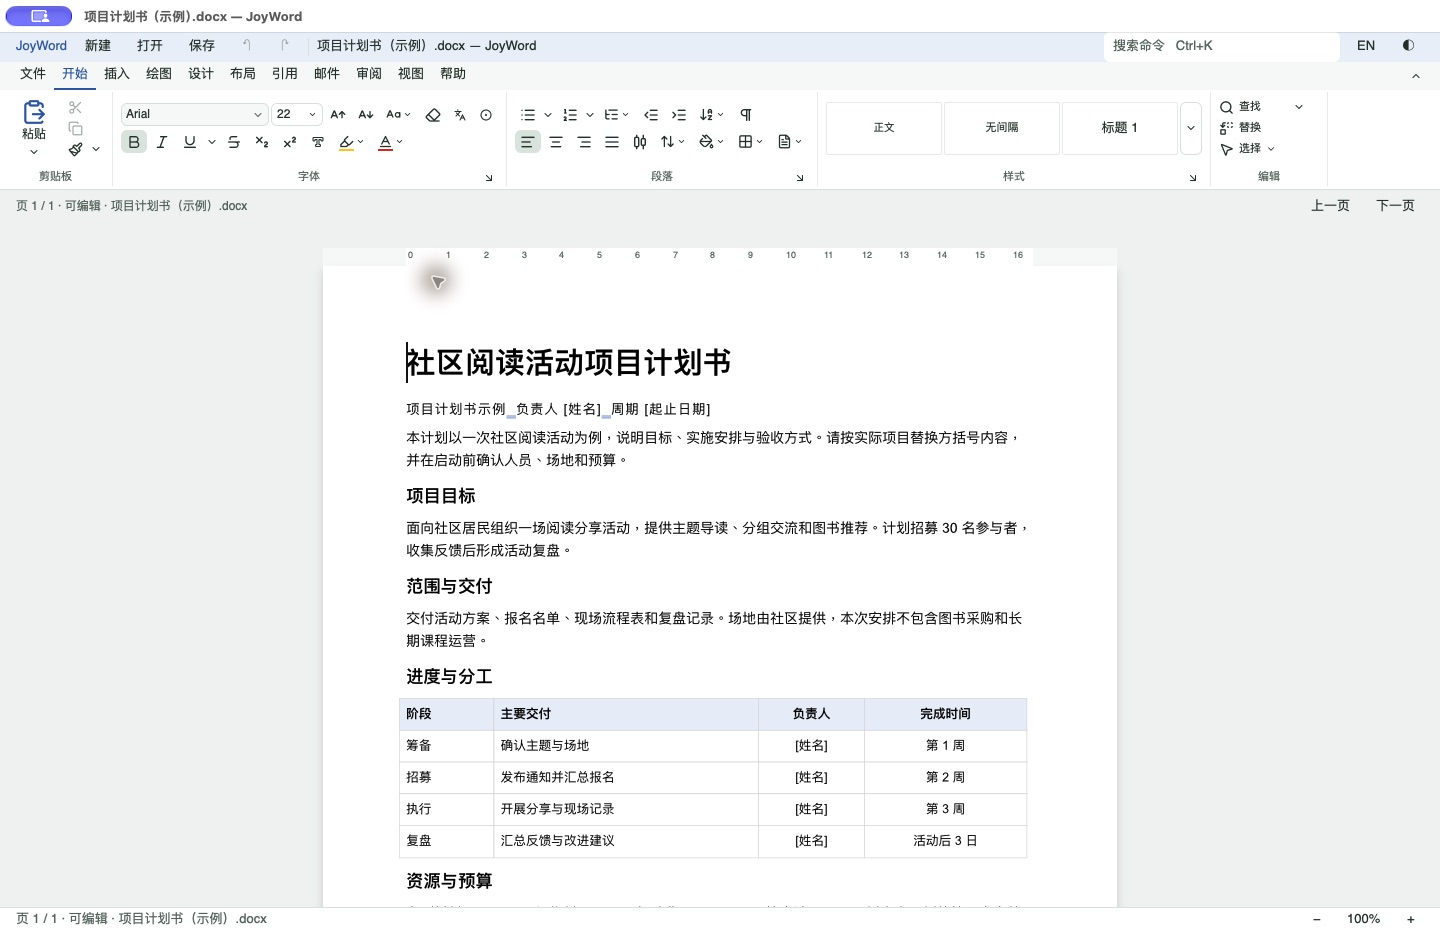 项目计划书（示例）.docx — JoyWord
JoyWord 新建 打开 保存 项目计划书（示例）.docx — JoyWord 搜索命令 Ctrl+K EN
文件 开始 插入 绘图 设计 布局 引用 邮件 审阅 视图 帮助
粘贴
剪贴板
Arial 22
字体
段落
正文 无间隔 标题 1
样式
查找
替换
选择
编辑
页 1 / 1 · 可编辑 · 项目计划书（示例）.docx 上一页 下一页
0 1 2 3 4 5 6 7 8 9 10 11 12 13 14 15 16
社区阅读活动项目计划书
项目计划书示例 负责人 [姓名] 周期 [起止日期]
本计划以一次社区阅读活动为例，说明目标、实施安排与验收方式。请按实际项目替换方括号内容，
并在启动前确认人员、场地和预算。
项目目标
面向社区居民组织一场阅读分享活动，提供主题导读、分组交流和图书推荐。计划招募 30 名参与者，
收集反馈后形成活动复盘。
范围与交付
交付活动方案、报名名单、现场流程表和复盘记录。场地由社区提供，本次安排不包含图书采购和长
期课程运营。
进度与分工
阶段 主要交付 负责人 完成时间
筹备 确认主题与场地 [姓名] 第 1 周
招募 发布通知并汇总报名 [姓名] 第 2 周
执行 开展分享与现场记录 [姓名] 第 3 周
复盘 汇总反馈与改进建议 [姓名] 活动后 3 日
资源与预算
页 1 / 1 · 可编辑 · 项目计划书（示例）.docx − 100% +